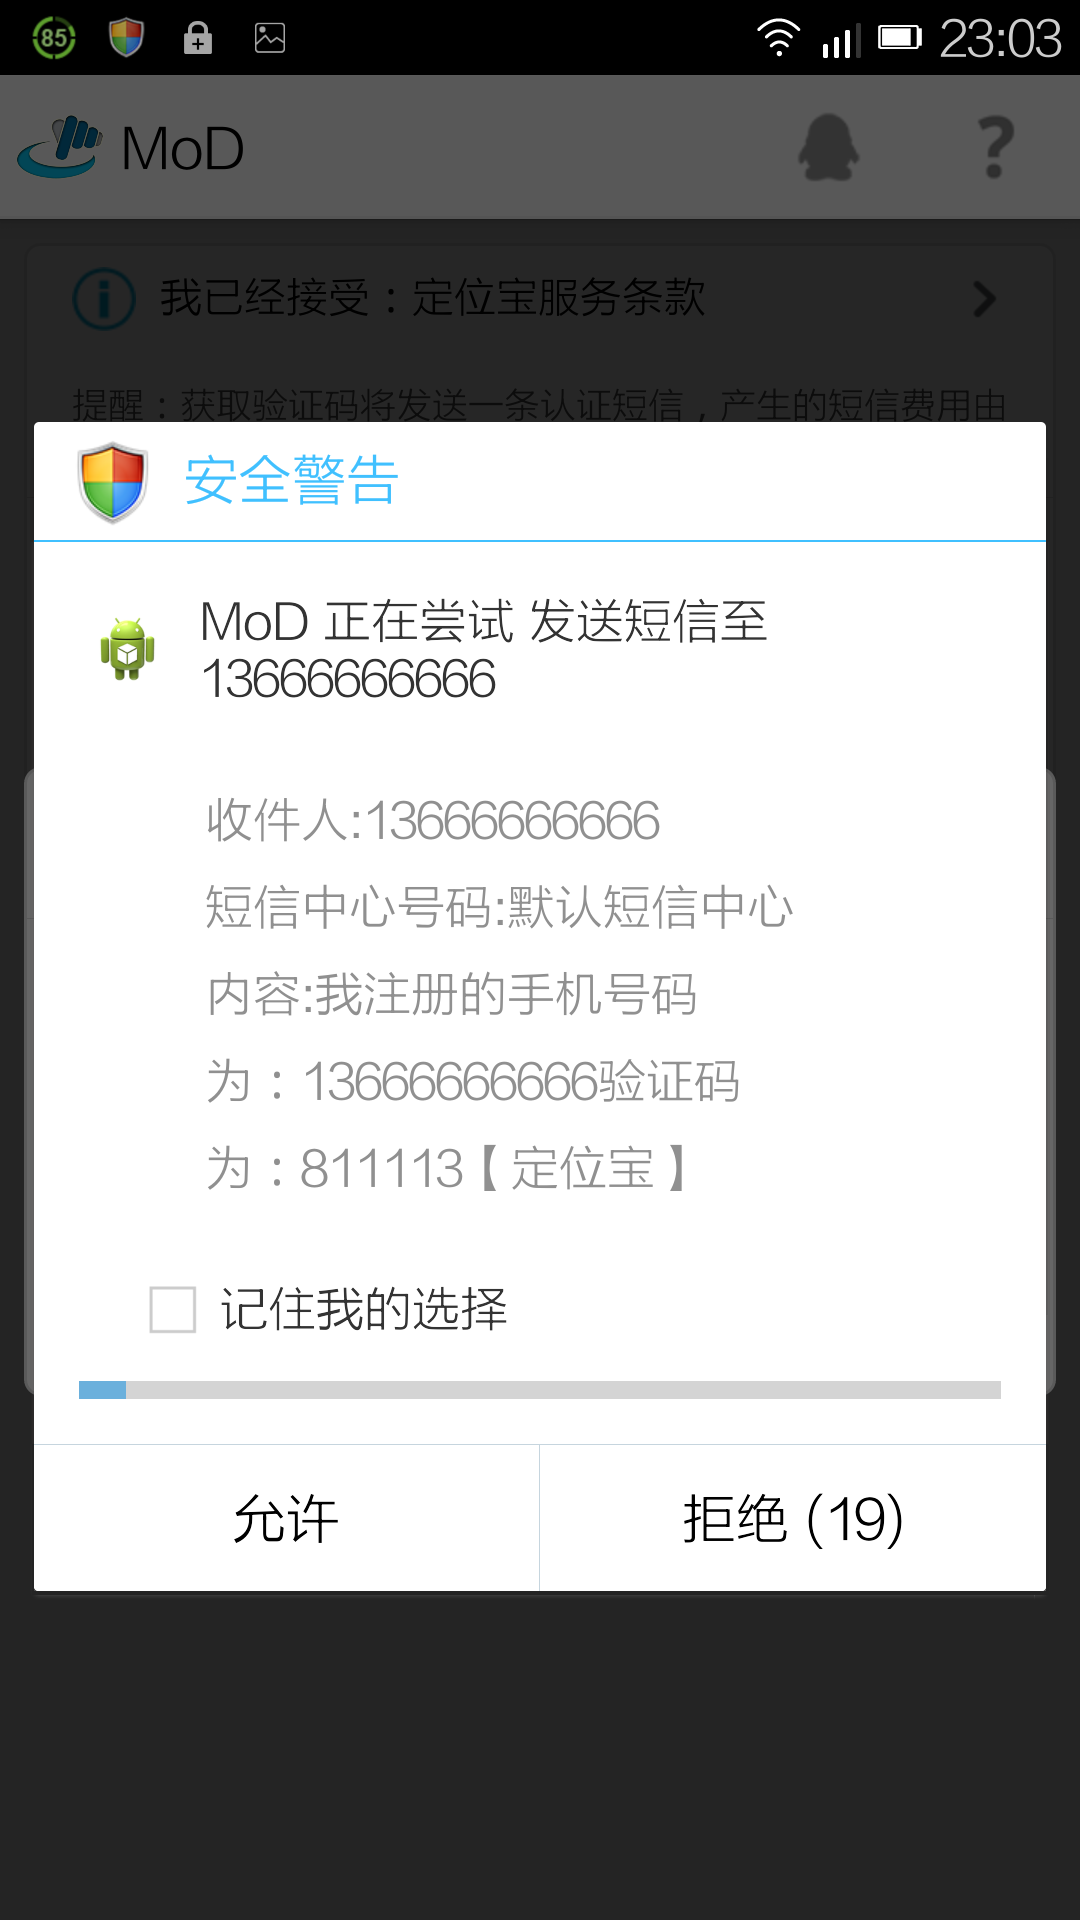 85
23:03
MoD
?
我已经接受：定位宝服务条款
提醒：获取验证码将发送一条认证短信，产生的短信费用由
安全警告
MoD 正在尝试 发送短信至
13666666666
收件人:13666666666
短信中心号码:默认短信中心
内容:我注册的手机号码
为：13666666666验证码
为：811113【定位宝】
记住我的选择
允许
拒绝 (19)